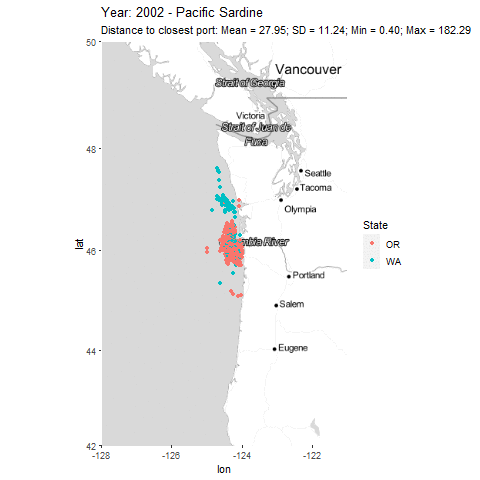 Year: 2002 - Pacific Sardine
Distance to closest port: Mean = 27.95; SD = 11.24; Min = 0.40; Max = 182.29
50
Vancouver
Strait of Georgia
Victoria
Strait of Juan de
Fuca
48
Seattle
Tacoma
Olympia
State
OR
WA
lat
mbia River
46
Portland
Salem
44
Eugene
42
-128
-126
-124
-122
lon